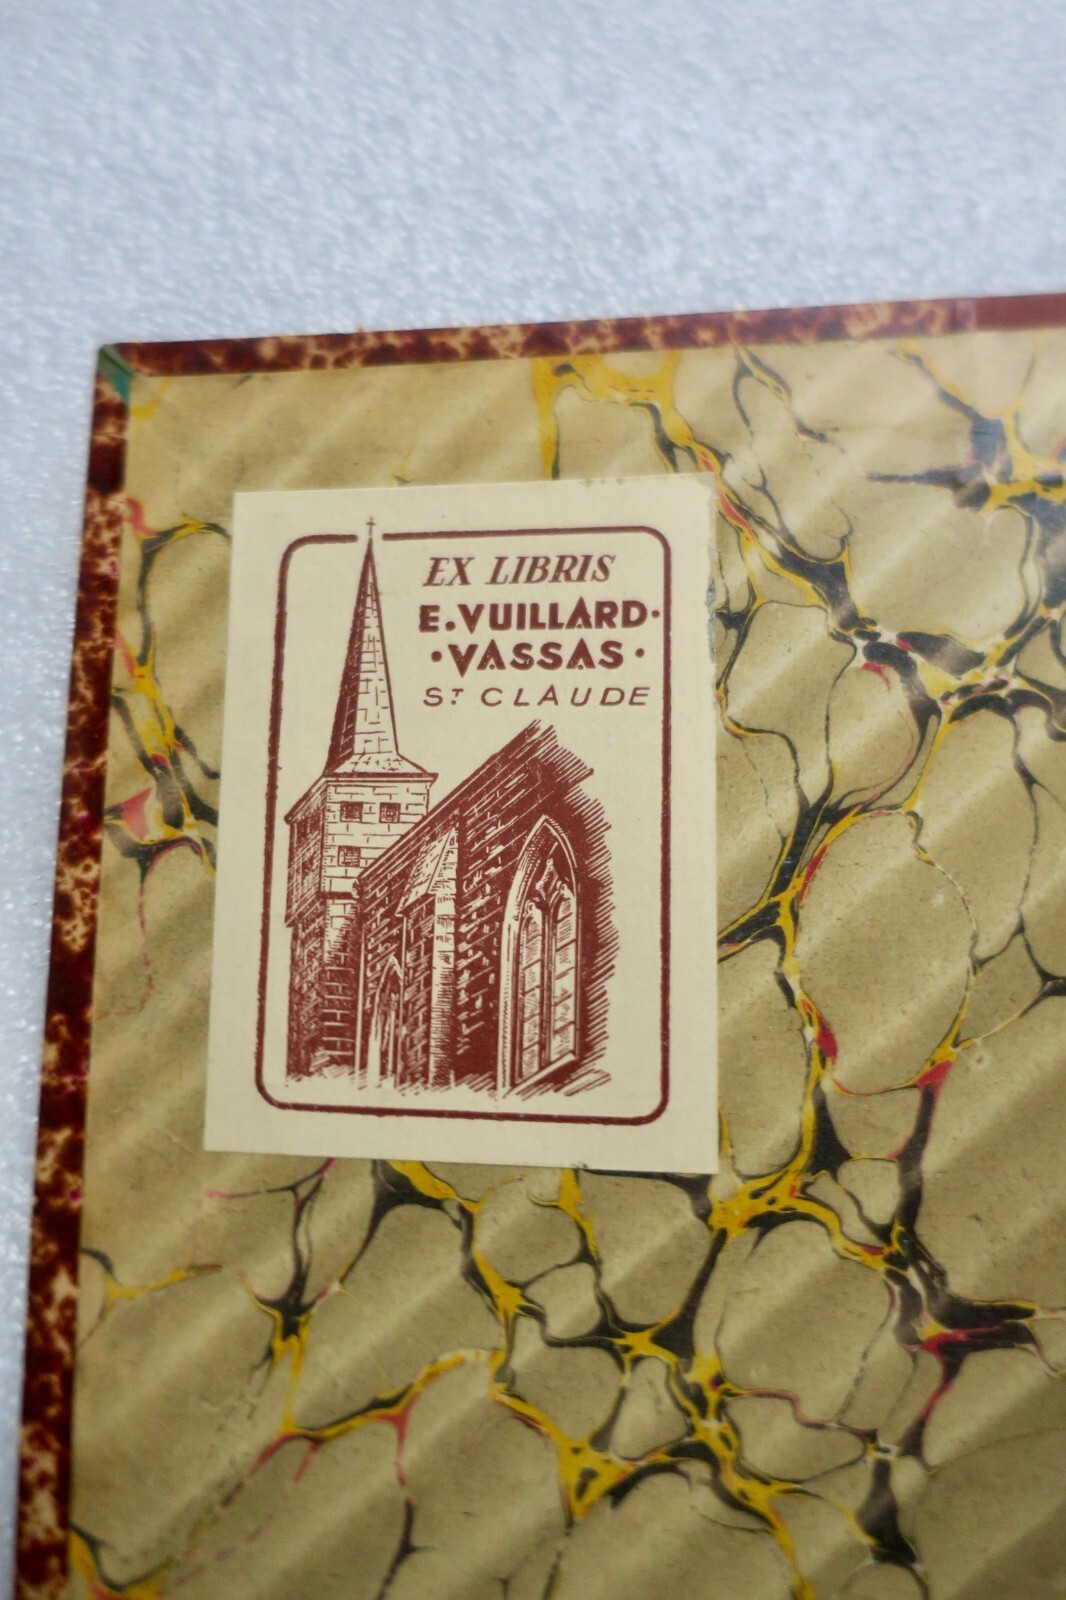 EX LIBRIS
E. VUILLARD·
·VASSAS·
ST CLAUDE